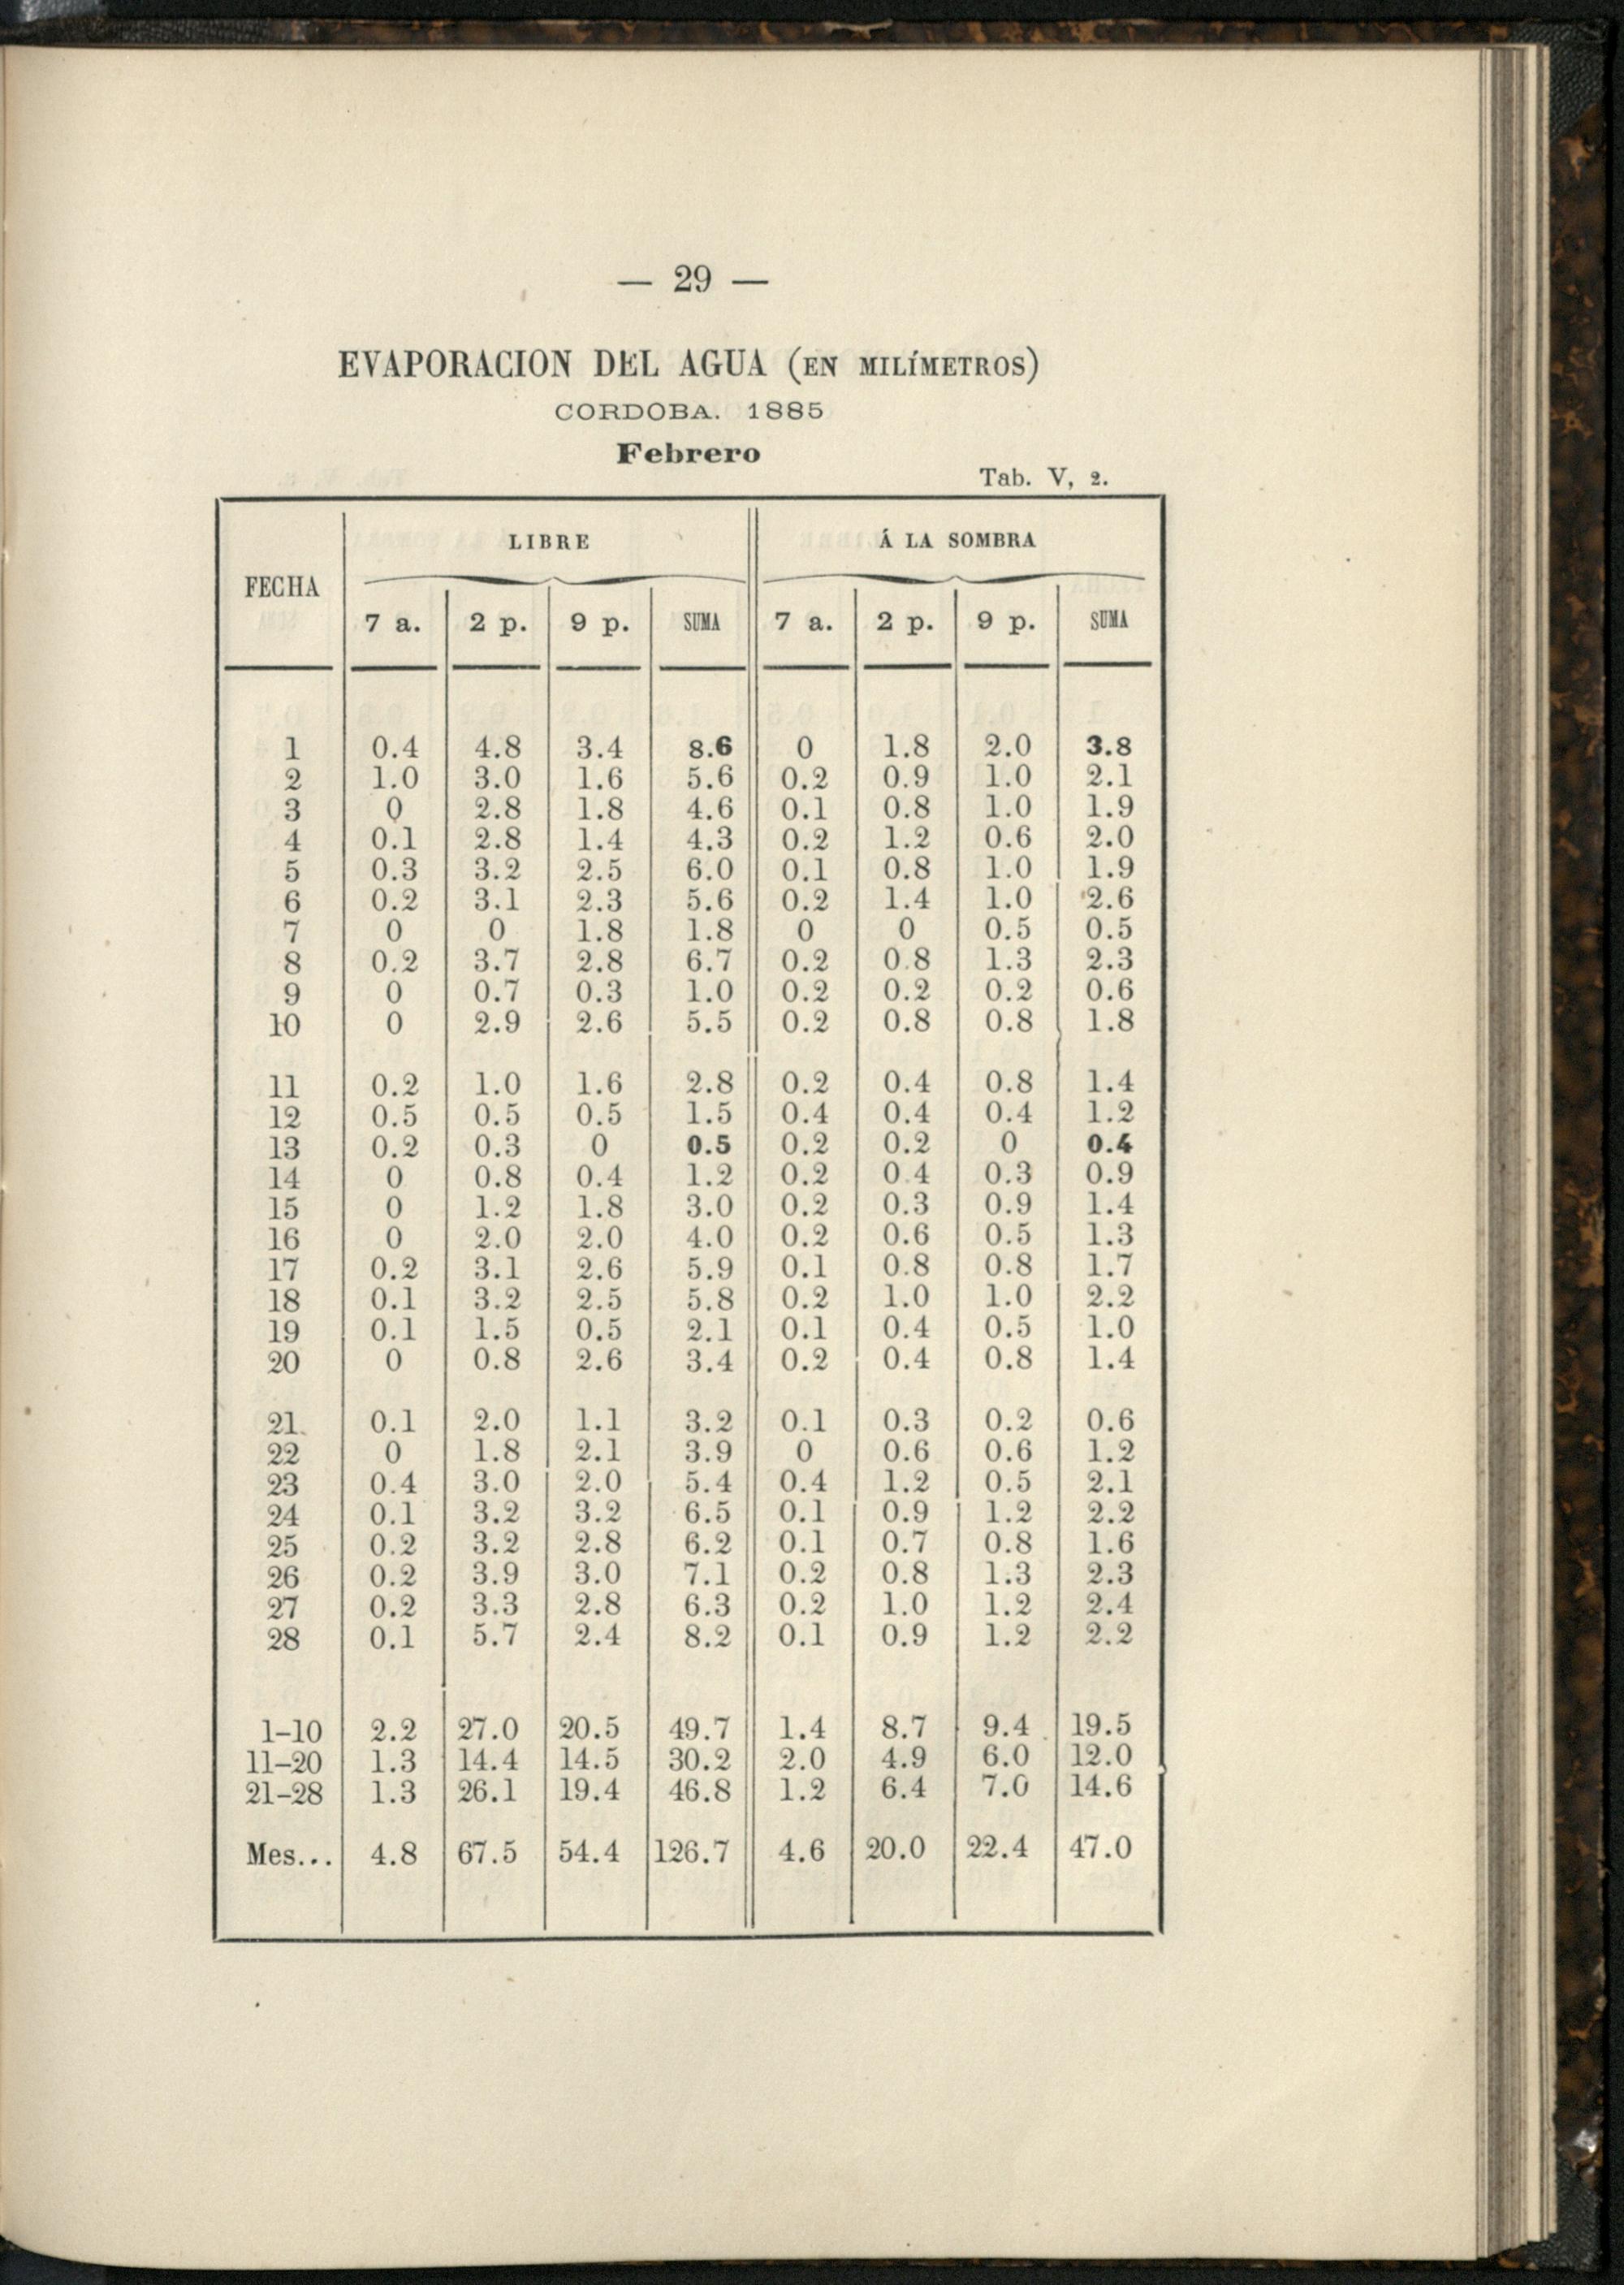 — 29 —
EVAPORACION DEL AGUA (EN MILÍMETROS)
CORDOBA. 1885
Febrero
Tab. V, 2.
FECHA LIBRE Á LA SOMBRA
7 a. 2 p. 9 p. SUMA 7 a. 2 p. 9 p. SUMA
1 0.4 4.8 3.4 8.6 0 1.8 2.0 3.8
2 1.0 3.0 1.6 5.6 0.2 0.9 1.0 2.1
3 0 2.8 1.8 4.6 0.1 0.8 1.0 1.9
4 0.1 2.8 1.4 4.3 0.2 1.2 0.6 2.0
5 0.3 3.2 2.5 6.0 0.1 0.8 1.0 1.9
6 0.2 3.1 2.3 5.6 0.2 1.4 1.0 2.6
7 0 0 1.8 1.8 0 0 0.5 0.5
8 0.2 3.7 2.8 6.7 0.2 0.8 1.3 2.3
9 0 0.7 0.3 1.0 0.2 0.2 0.2 0.6
10 0 2.9 2.6 5.5 0.2 0.8 0.8 1.8
11 0.2 1.0 1.6 2.8 0.2 0.4 0.8 1.4
12 0.5 0.5 0.5 1.5 0.4 0.4 0.4 1.2
13 0.2 0.3 0 0.5 0.2 0.2 0 0.4
14 0 0.8 0.4 1.2 0.2 0.4 0.3 0.9
15 0 1.2 1.8 3.0 0.2 0.3 0.9 1.4
16 0 2.0 2.0 4.0 0.2 0.6 0.5 1.3
17 0.2 3.1 2.6 5.9 0.1 0.8 0.8 1.7
18 0.1 3.2 2.5 5.8 0.2 1.0 1.0 2.2
19 0.1 1.5 0.5 2.1 0.1 0.4 0.5 1.0
20 0 0.8 2.6 3.4 0.2 0.4 0.8 1.4
21 0.1 2.0 1.1 3.2 0.1 0.3 0.2 0.6
22 0 1.8 2.1 3.9 0 0.6 0.6 1.2
23 0.4 3.0 2.0 5.4 0.4 1.2 0.5 2.1
24 0.1 3.2 3.2 6.5 0.1 0.9 1.2 2.2
25 0.2 3.2 2.8 6.2 0.1 0.7 0.8 1.6
26 0.2 3.9 3.0 7.1 0.2 0.8 1.3 2.3
27 0.2 3.3 2.8 6.3 0.2 1.0 1.2 2.4
28 0.1 5.7 2.4 8.2 0.1 0.9 1.2 2.2
1–10 2.2 27.0 20.5 49.7 1.4 8.7 9.4 19.5
11–20 1.3 14.4 14.5 30.2 2.0 4.9 6.0 12.0
21–28 1.3 26.1 19.4 46.8 1.2 6.4 7.0 14.6
Mes... 4.8 67.5 54.4 126.7 4.6 20.0 22.4 47.0